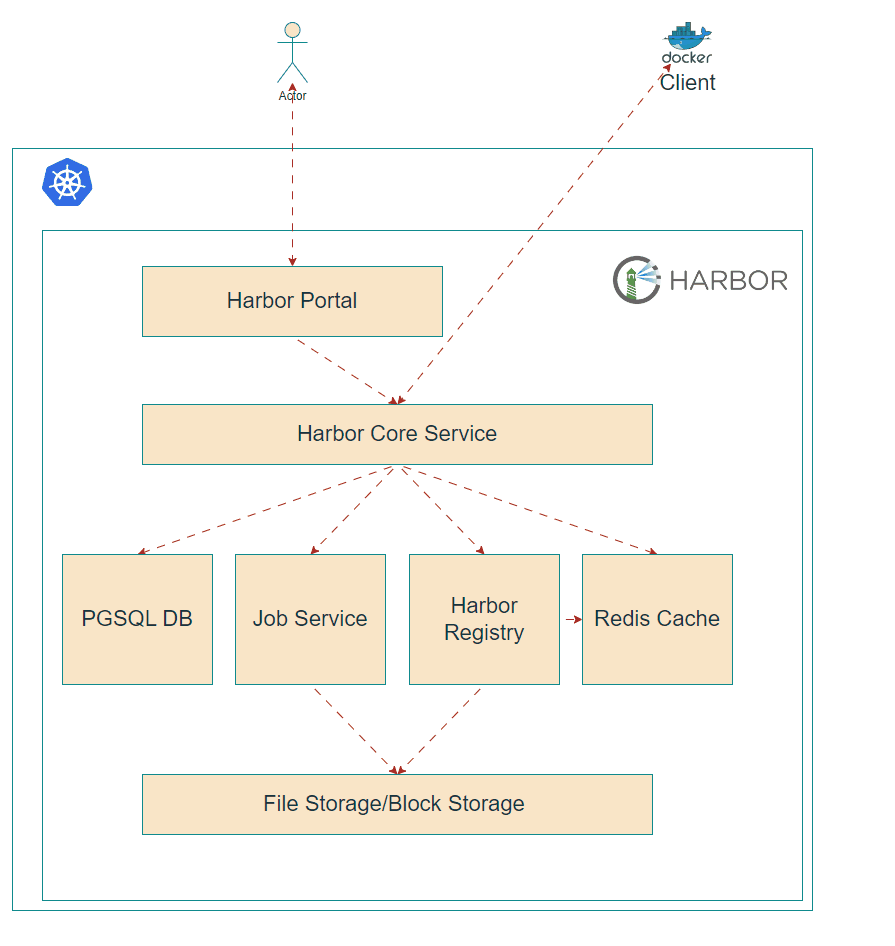 docker
Client
Actor
HARBOR
Harbor Portal
Harbor Core Service
PGSQL DB
Job Service
Harbor
Registry
Redis Cache
File Storage/Block Storage